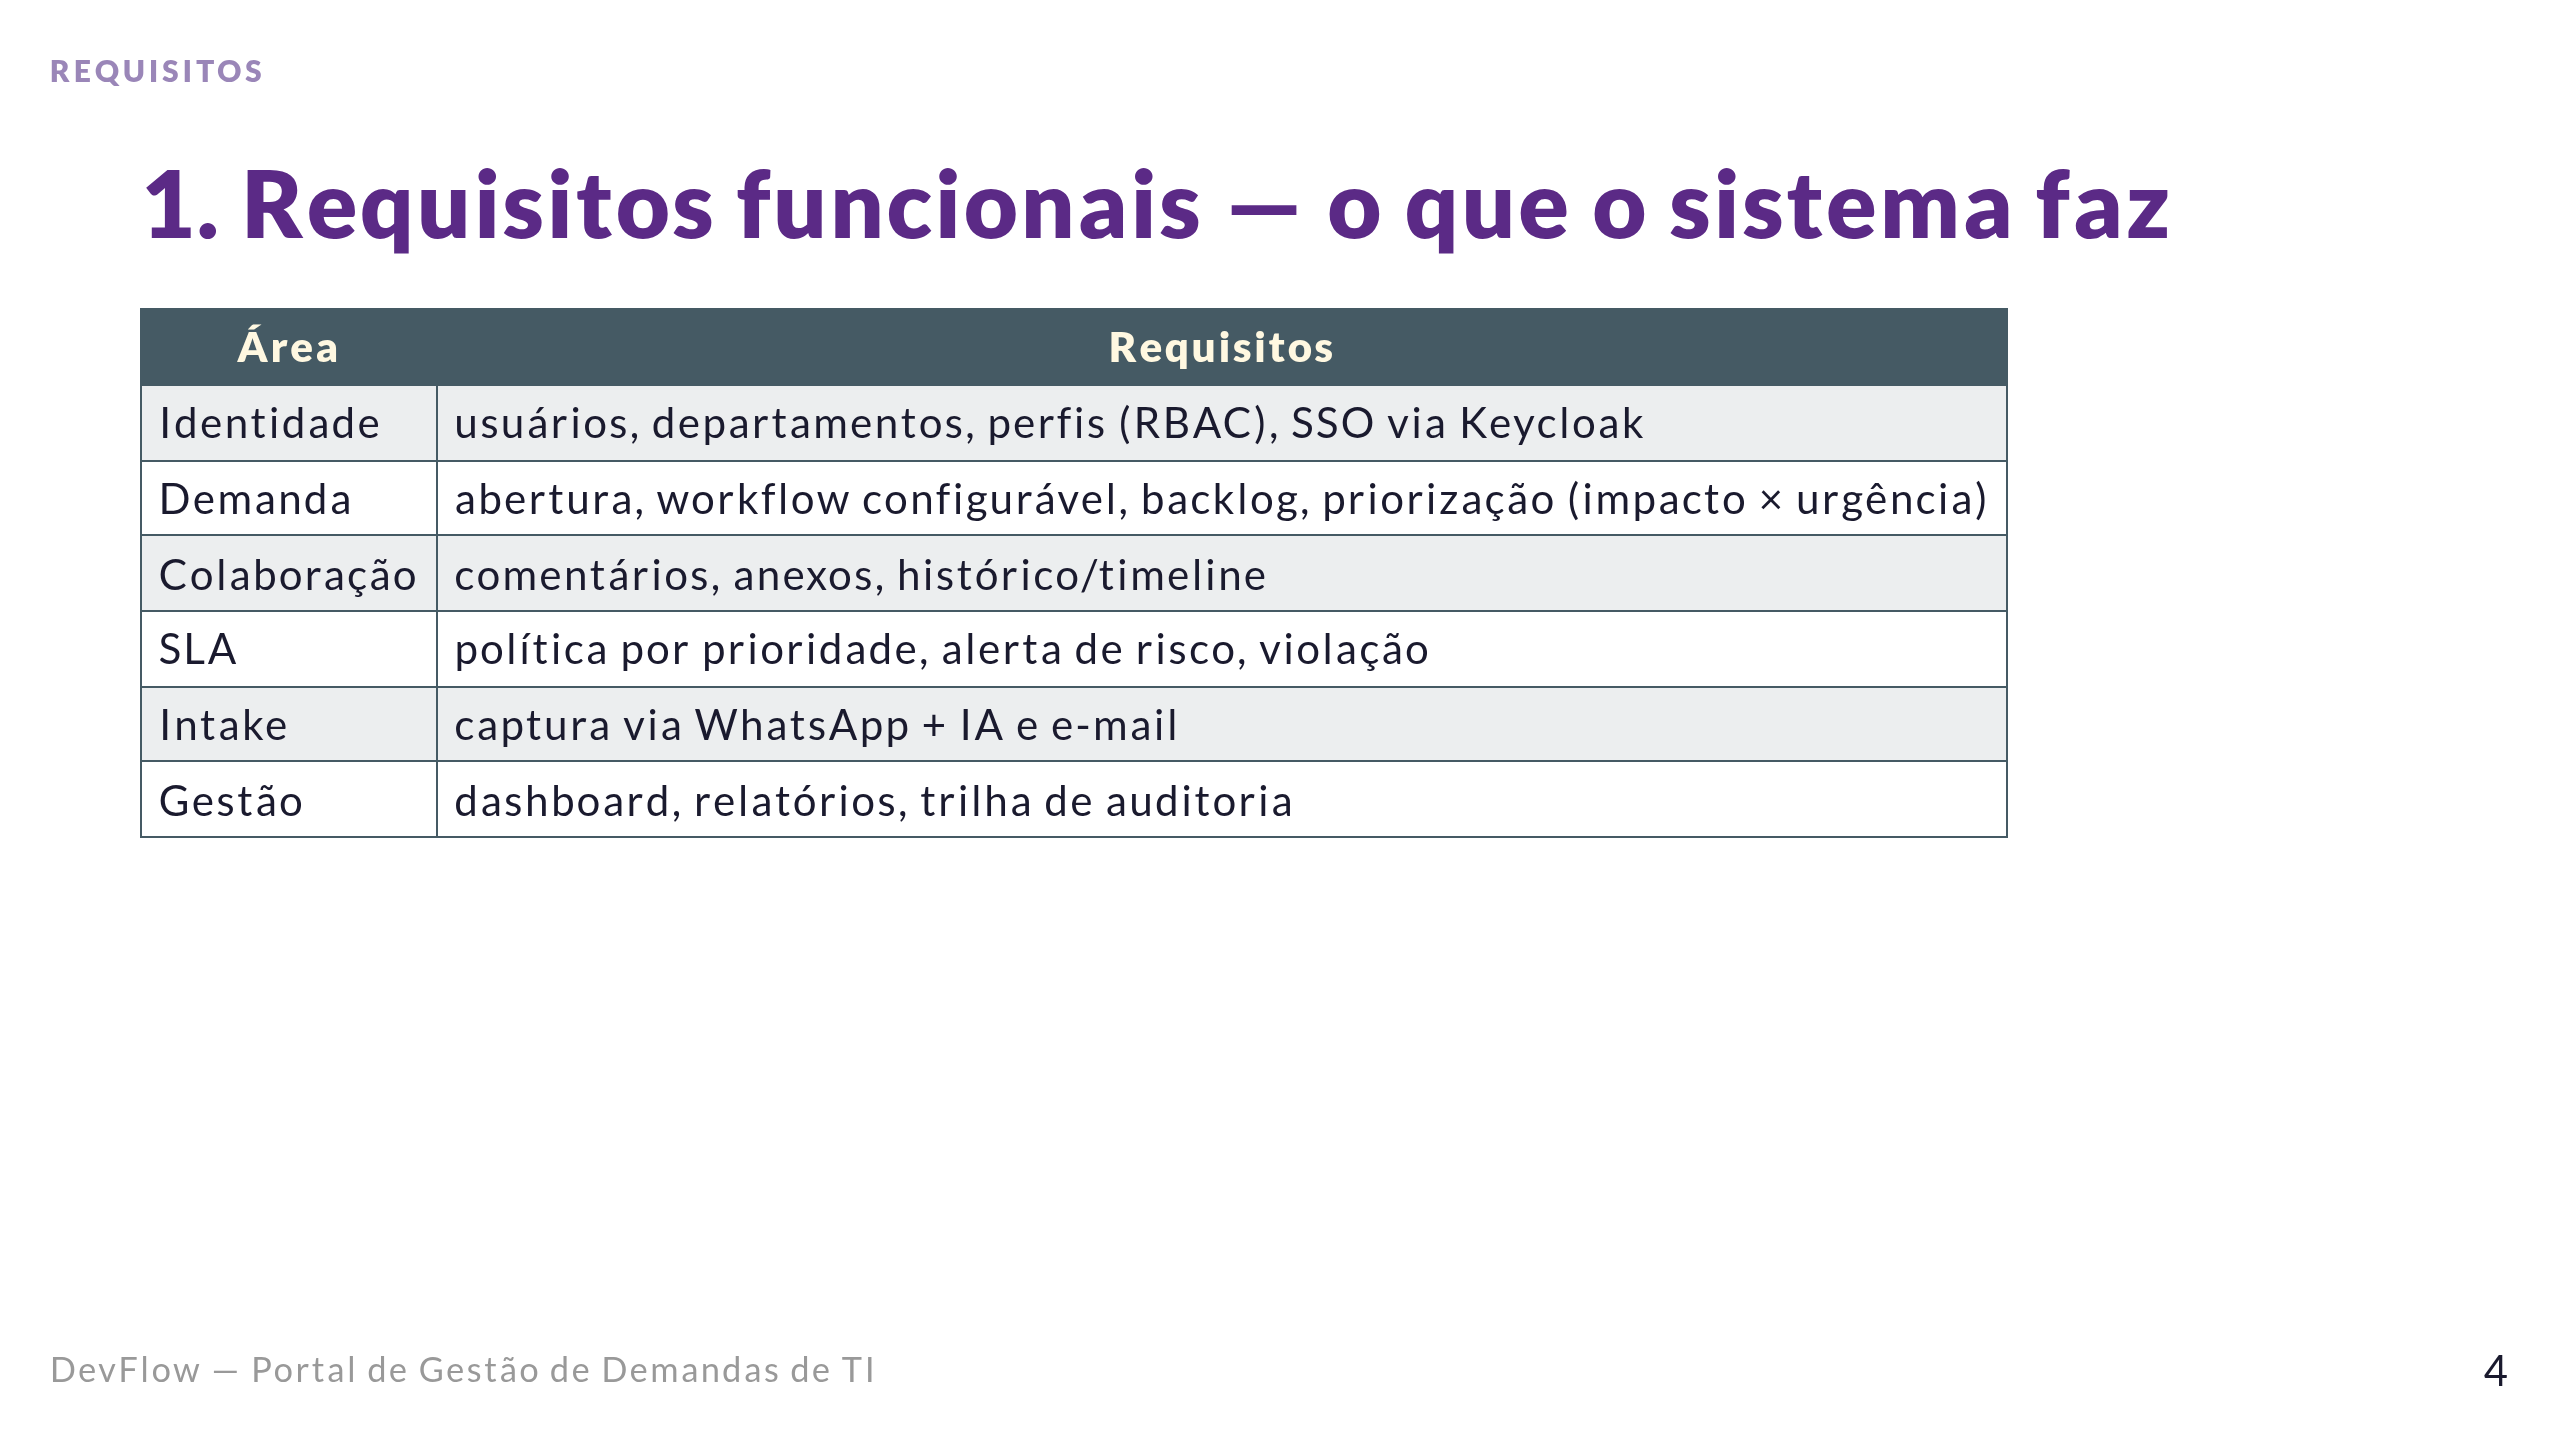 REQUISITOS
1. Requisitos funcionais — o que o sistema faz
Área Requisitos
Identidade usuários, departamentos, perfis (RBAC), SSO via Keycloak
Demanda abertura, workflow configurável, backlog, priorização (impacto × urgência)
Colaboração comentários, anexos, histórico/timeline
SLA política por prioridade, alerta de risco, violação
Intake captura via WhatsApp + IA e e-mail
Gestão dashboard, relatórios, trilha de auditoria
DevFlow — Portal de Gestão de Demandas de TI
4